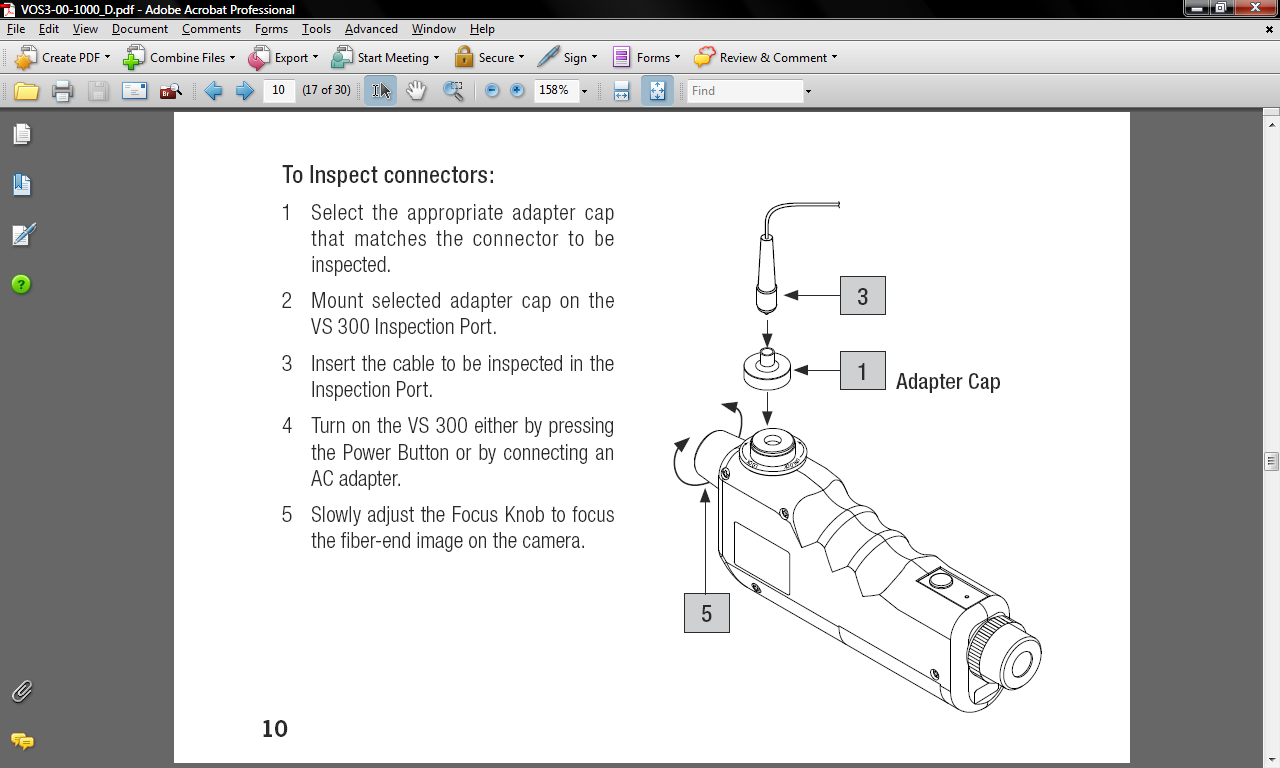 VOS3-00-1000_D.pdf - Adobe Acrobat Professional
File Edit View Document Comments Forms Tools Advanced Window Help
Create PDF Combine Files Export Start Meeting Secure Sign Forms Review & Comment
10 (17 of 30) 158% Find
To Inspect connectors:
1 Select the appropriate adapter cap
that matches the connector to be
inspected.
2 Mount selected adapter cap on the
VS 300 Inspection Port.
3 Insert the cable to be inspected in the
Inspection Port.
4 Turn on the VS 300 either by pressing
the Power Button or by connecting an
AC adapter.
5 Slowly adjust the Focus Knob to focus
the fiber-end image on the camera.
3
1
Adapter Cap
5
10